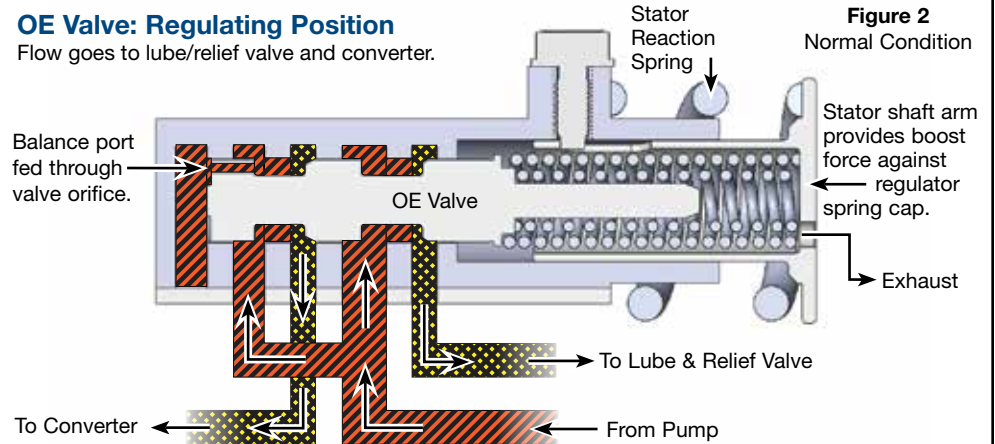 OE Valve: Regulating Position
Flow goes to lube/relief valve and converter.
Stator
Reaction
Spring
Figure 2
Normal Condition
Balance port
fed through
valve orifice.
OE Valve
Stator shaft arm
provides boost
force against
regulator
spring cap.
Exhaust
To Lube & Relief Valve
To Converter
From Pump